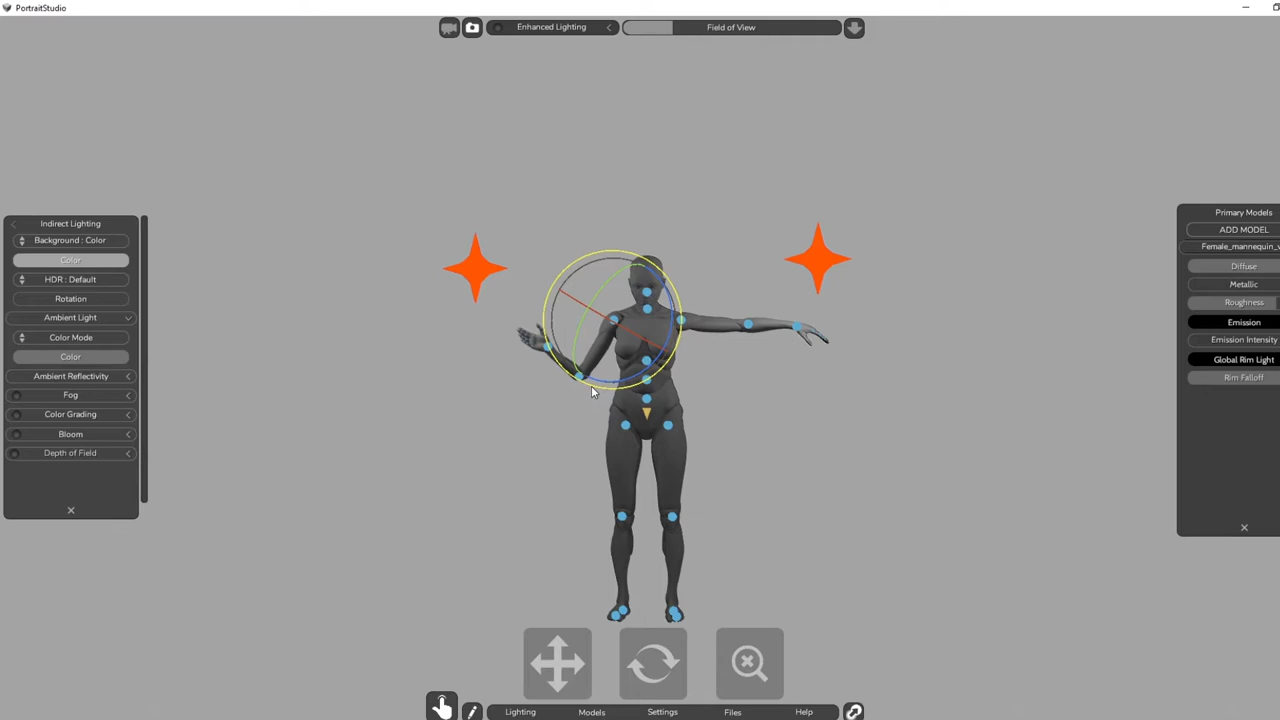 PortraitStudio
Enhanced Lighting
Field of View
Indirect Lighting
Background : Color
Color
HDR : Default
Rotation
Ambient Light
Color Mode
Color
Ambient Reflectivity
Fog
Color Grading
Bloom
Depth of Field
Primary Models
ADD MODEL
Female_mannequin_v
Diffuse
Metallic
Roughness
Emission
Emission Intensity
Global Rim Light
Rim Falloff
Lighting
Models
Settings
Files
Help